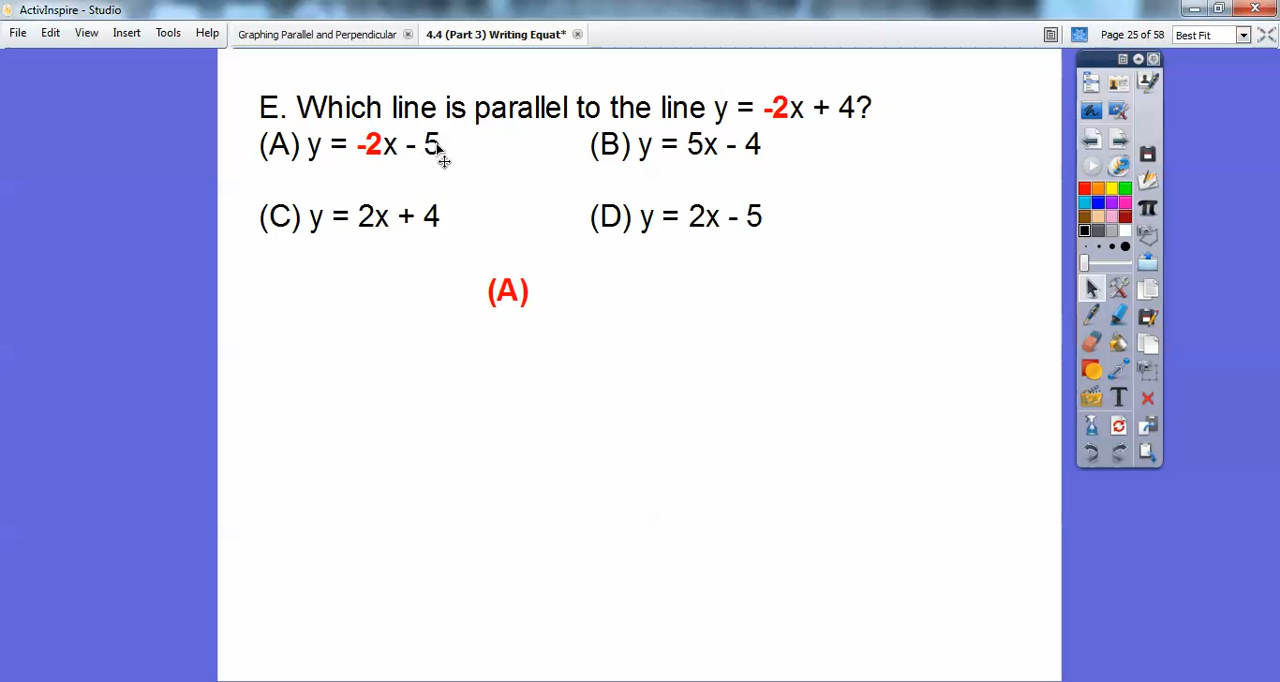 ActivInspire - Studio
File Edit View Insert Tools Help
Graphing Parallel and Perpendicular
4.4 (Part 3) Writing Equat*
Page 25 of 58
Best Fit
E. Which line is parallel to the line y = -2x + 4?
(A) y = -2x - 5 (B) y = 5x - 4
(C) y = 2x + 4 (D) y = 2x - 5
(A)